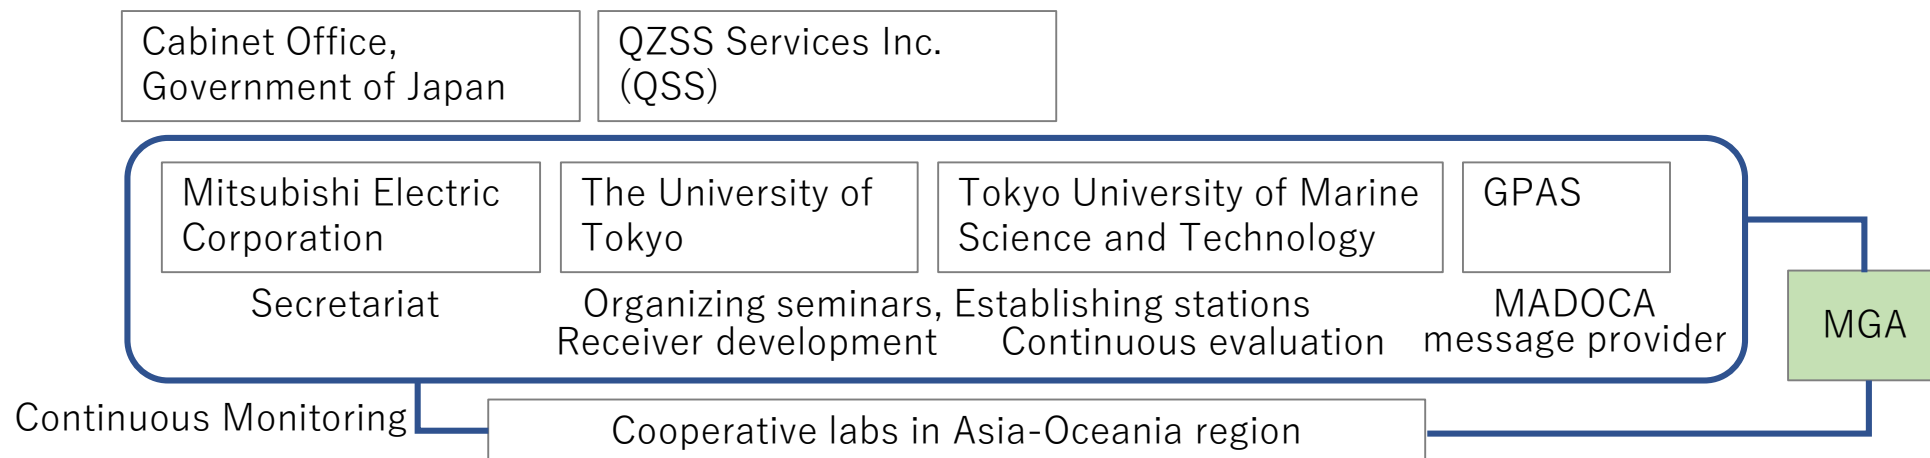 Cabinet Office,
Government of Japan
QZSS Services Inc.
(QSS)
Mitsubishi Electric
Corporation
The University of
Tokyo
Tokyo University of Marine
Science and Technology
GPAS
Secretariat
Organizing seminars,
Receiver development
Establishing stations
Continuous evaluation
MADOCA
message provider
MGA
Continuous Monitoring
Cooperative labs in Asia-Oceania region